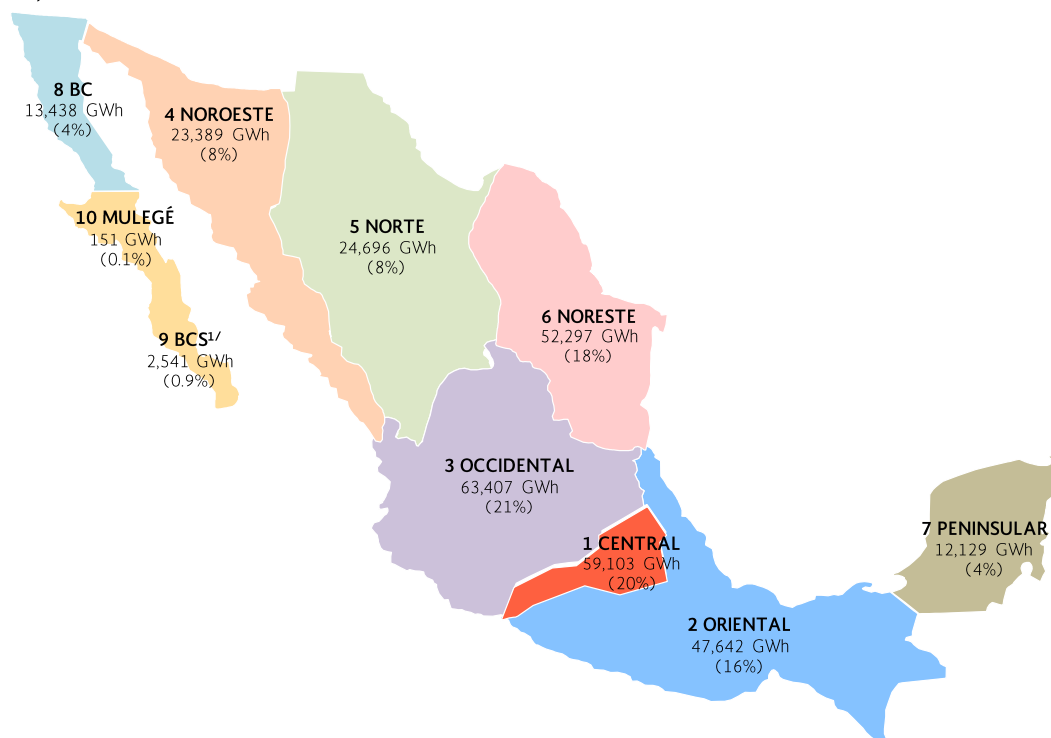 8 BC
13,438 GWh
(4%)
4 NOROESTE
23,389 GWh
(8%)
10 MULEGÉ
151 GWh
(0.1%)
5 NORTE
24,696 GWh
(8%)
9 BCS1/
2,541 GWh
(0.9%)
6 NORESTE
52,297 GWh
(18%)
3 OCCIDENTAL
63,407 GWh
(21%)
1 CENTRAL
59,103 GWh
(20%)
7 PENINSULAR
12,129 GWh
(4%)
2 ORIENTAL
47,642 GWh
(16%)